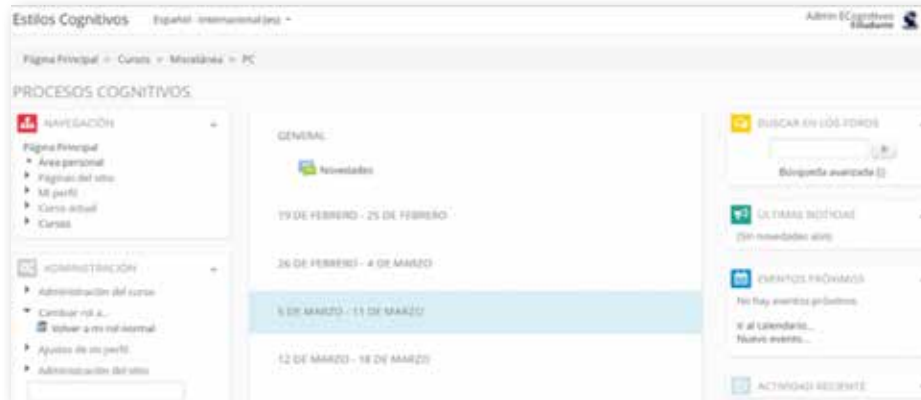 Estilos Cognitivos Español - Internacional (es)
Admin ECognitivos
Estudiante
Página Principal > Cursos > Miscelánea > PC
PROCESOS COGNITIVOS
NAVEGACIÓN
Página Principal
Área personal
Páginas del sitio
Mi perfil
Curso actual
Cursos
ADMINISTRACIÓN
Administración del curso
Cambiar rol a...
Volver a mi rol normal
Ajustes de mi perfil
Administración del sitio
GENERAL
Novedades
19 DE FEBRERO - 25 DE FEBRERO
26 DE FEBRERO - 4 DE MARZO
5 DE MARZO - 11 DE MARZO
12 DE MARZO - 18 DE MARZO
BUSCAR EN LOS FOROS
Búsqueda avanzada
ÚLTIMAS NOTICIAS
(Sin novedades aún)
EVENTOS PRÓXIMOS
No hay eventos próximos
Ir al calendario...
Nuevo evento...
ACTIVIDAD RECIENTE